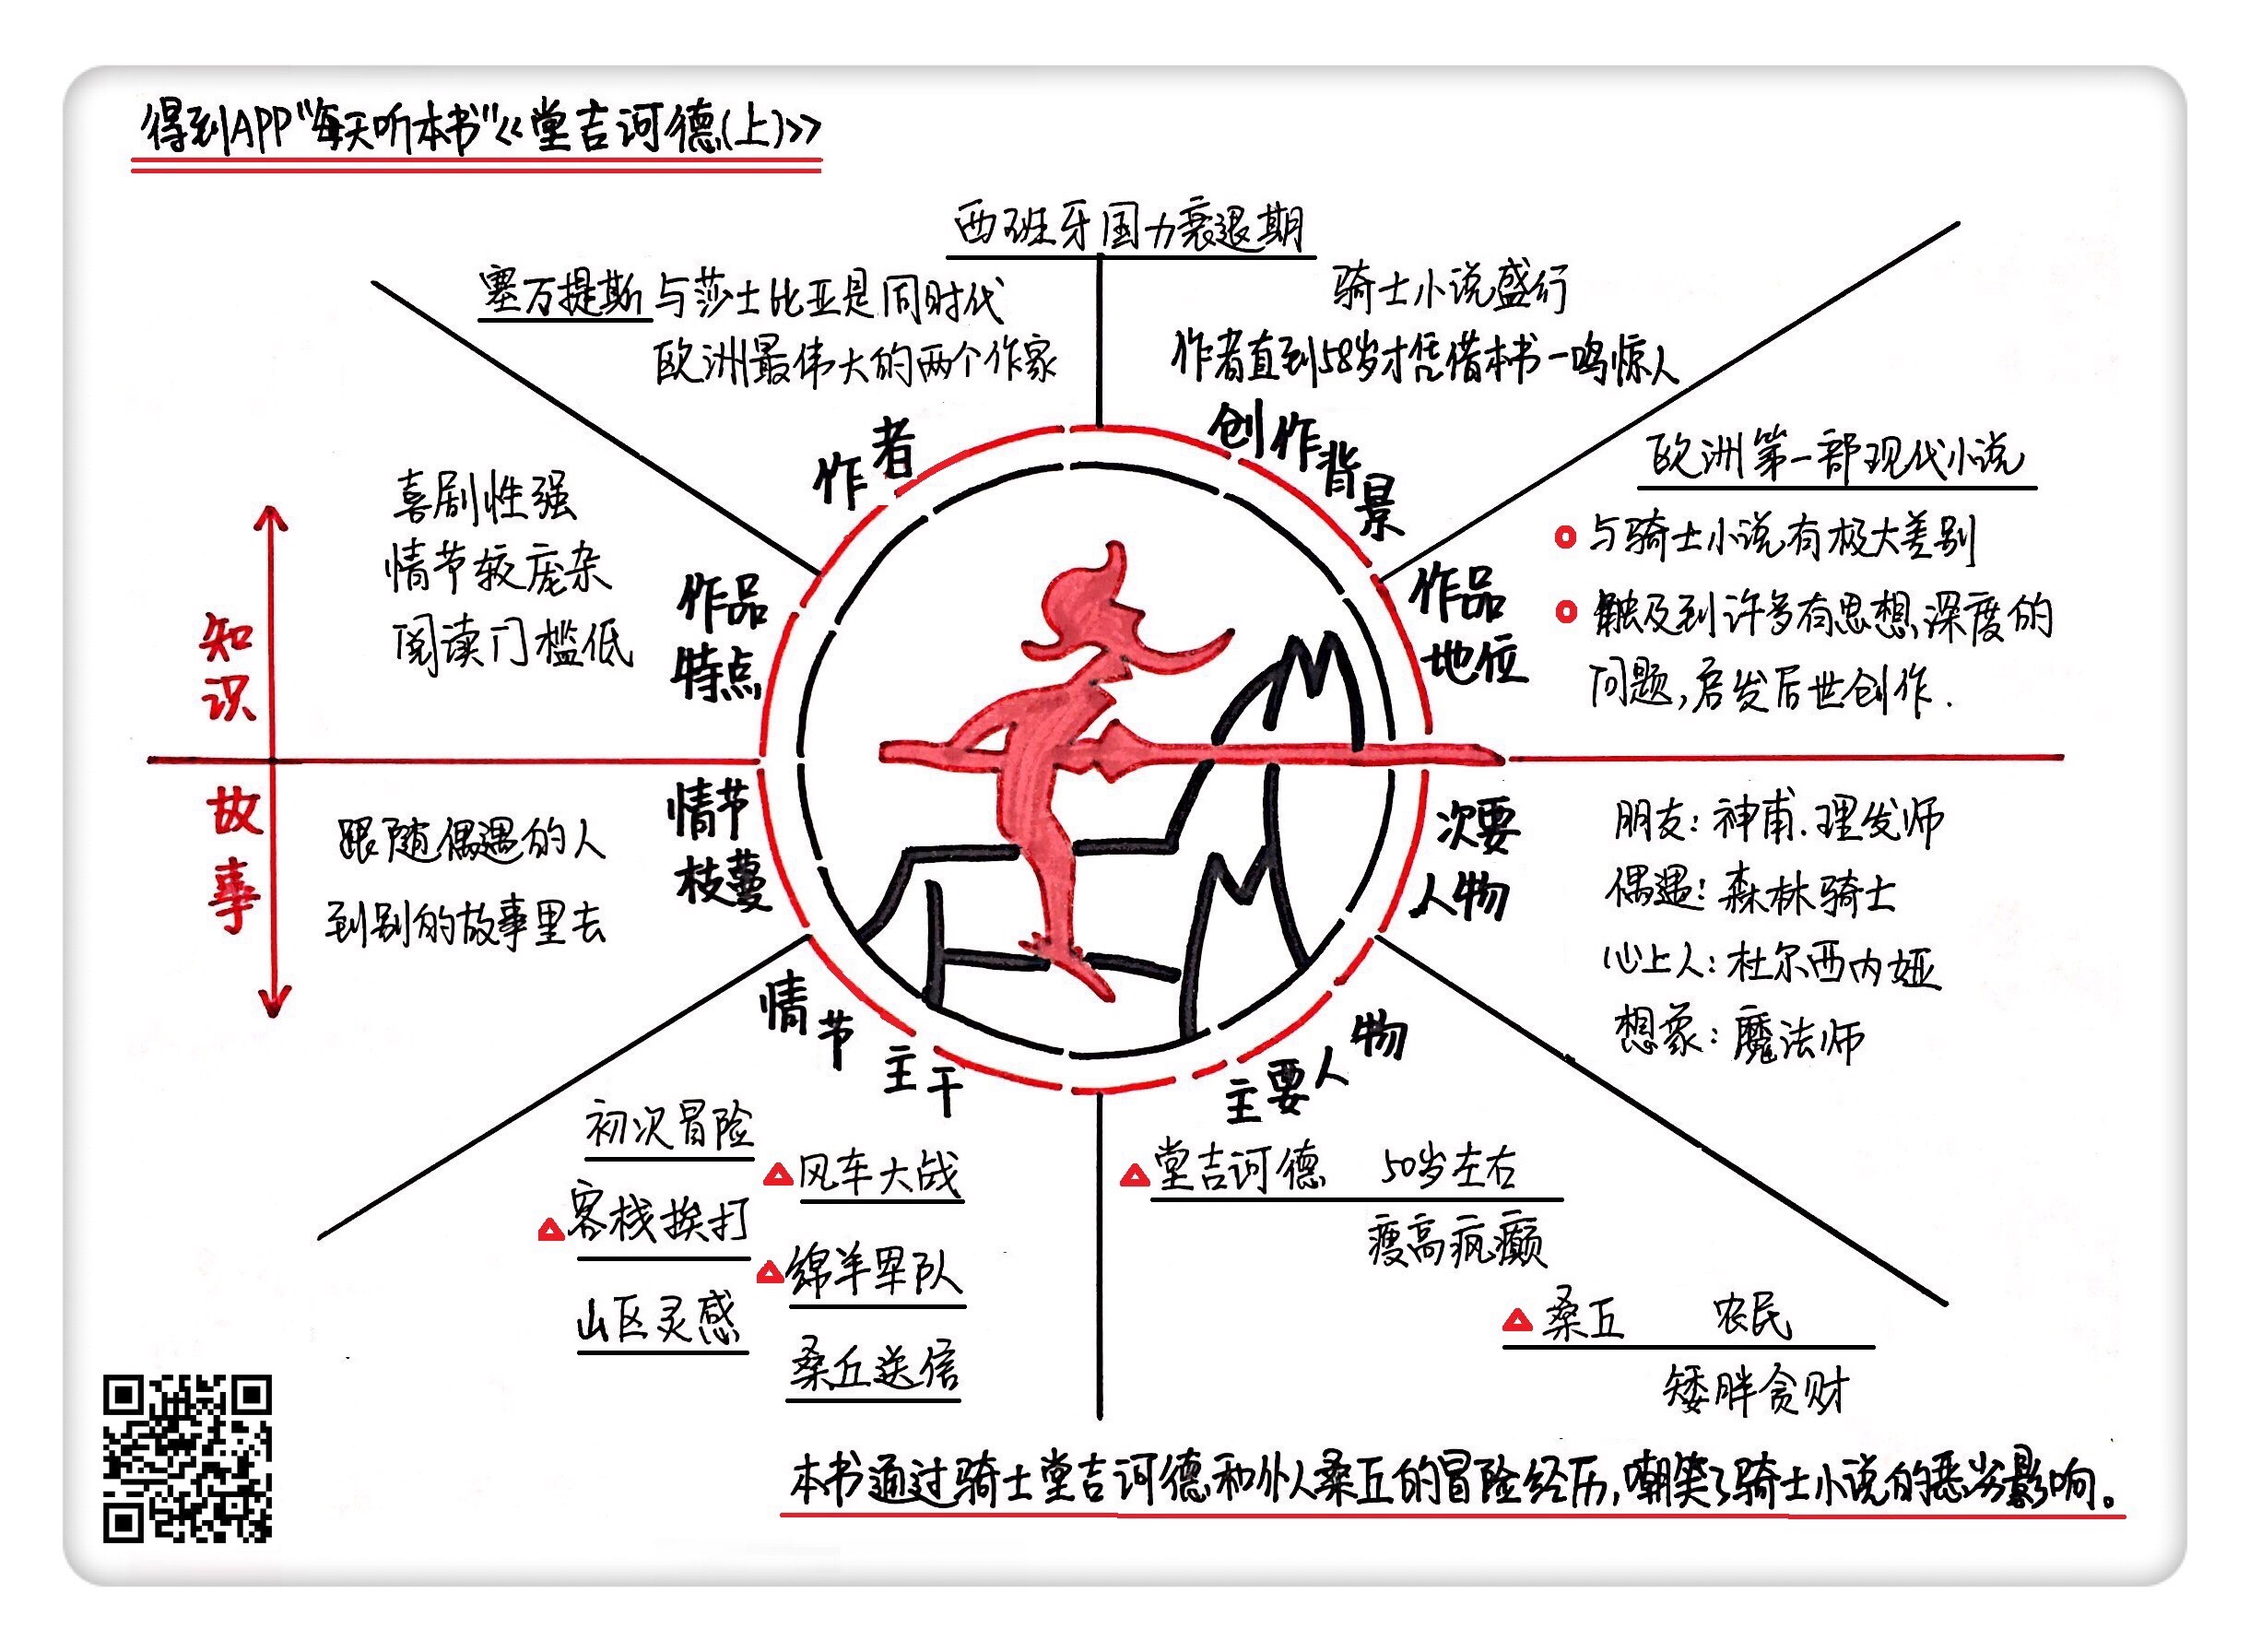 得到APP"每天听本书"《堂吉诃德(上)》
西班牙国力衰退期
塞万提斯与莎士比亚是同时代
欧洲最伟大的两个作家
作者
骑士小说盛行
作者直到58岁才凭借本书一鸣惊人
创作背景
欧洲第一部现代小说
与骑士小说有极大差别
触及到许多有思想深度的
问题,启发后世创作.
作品
地位
喜剧性强
情节较庞杂
阅读门槛低
作品
特点
知识
故事
跟随偶遇的人
到别的故事里去
情节
枝蔓
次要
人物
朋友:神甫.理发师
偶遇:森林骑士
心上人:杜尔西内娅
想象:魔法师
情节主干
初次冒险
风车大战
客栈挨打
绵羊军队
山区灵感
桑丘送信
主要人物
堂吉诃德 50岁左右
瘦高疯癫
桑丘 农民
矮胖贪财
本书通过骑士堂吉诃德和仆人桑丘的冒险经历,嘲笑了骑士小说的恶劣影响。